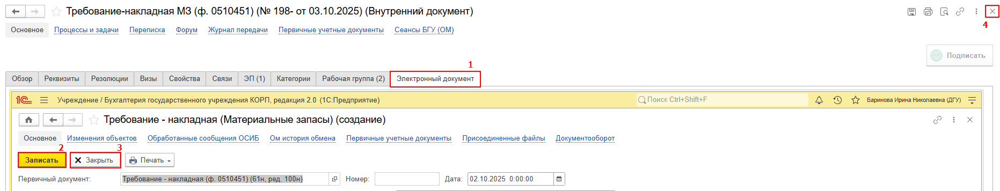 Требование-накладная МЗ (ф. 0510451) (№ 198- от 03.10.2025) (Внутренний документ)
4
Основное Процессы и задачи Переписка Форум Журнал передачи Первичные учетные документы Сеансы БГУ (ОМ)
Подписать
1
Обзор Реквизиты Резолюции Визы Свойства Связи ЭП (1) Категории Рабочая группа (2) Электронный документ
1С Учреждение / Бухгалтерия государственного учреждения КОРП, редакция 2.0 (1С:Предприятие) Поиск Ctrl+Shift+F Баринова Ирина Николаевна (ДГУ)
Требование - накладная (Материальные запасы) (создание)
Основное Изменения объектов Обработанные сообщения ОСИБ Ом история обмена Первичные учетные документы Присоединенные файлы Документооборот
2 3
Записать Закрыть Печать
Первичный документ: Требование - накладная (ф. 0510451) (61н, ред. 100н) Номер: Дата: 02.10.2025 0:00:00